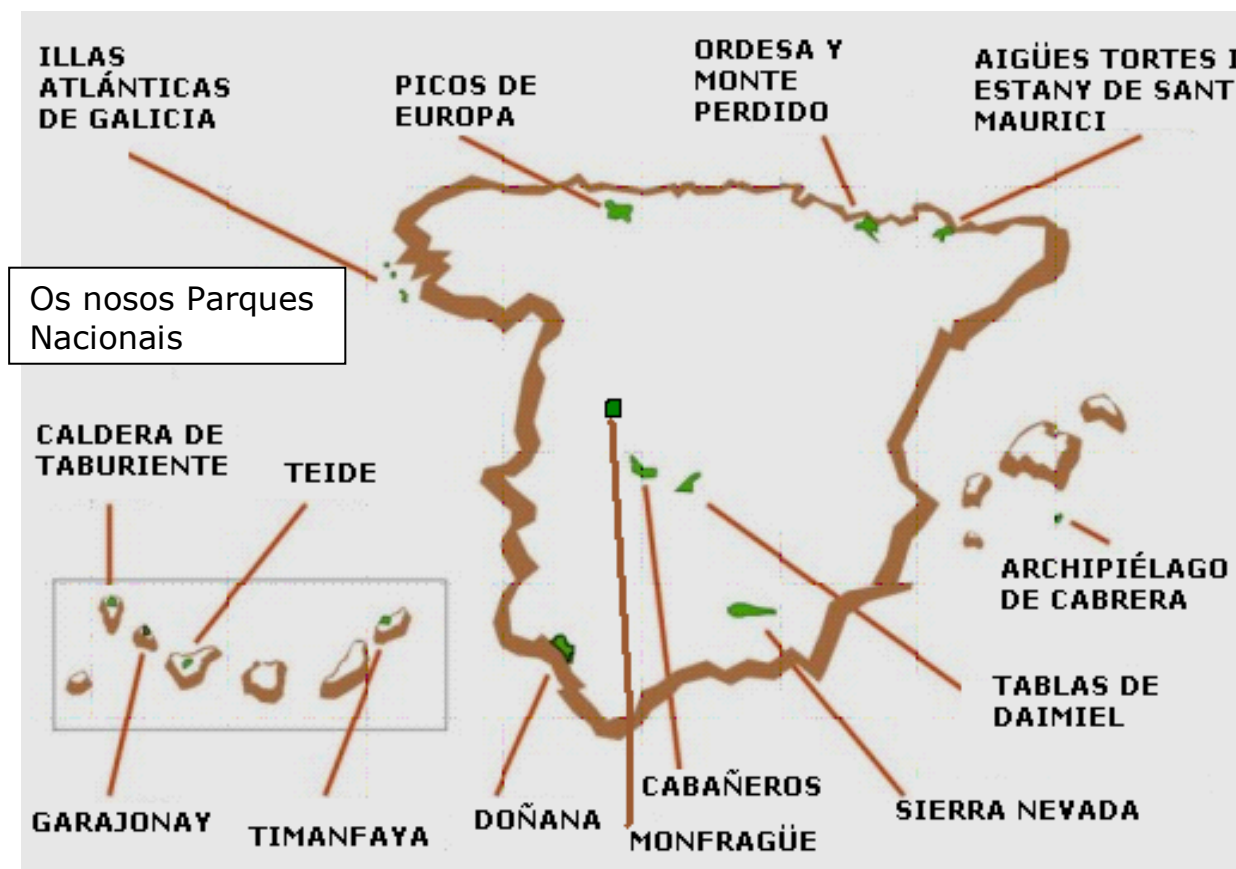 ILLAS
ATLÁNTICAS
DE GALICIA
PICOS DE
EUROPA
ORDESA Y
MONTE
PERDIDO
AIGÜES TORTES I
ESTANY DE SANT
MAURICI
Os nosos Parques
Nacionais
CALDERA DE
TABURIENTE
TEIDE
ARCHIPIÉLAGO
DE CABRERA
TABLAS DE
DAIMIEL
GARAJONAY
TIMANFAYA
DOÑANA
CABAÑEROS
MONFRAGÜE
SIERRA NEVADA